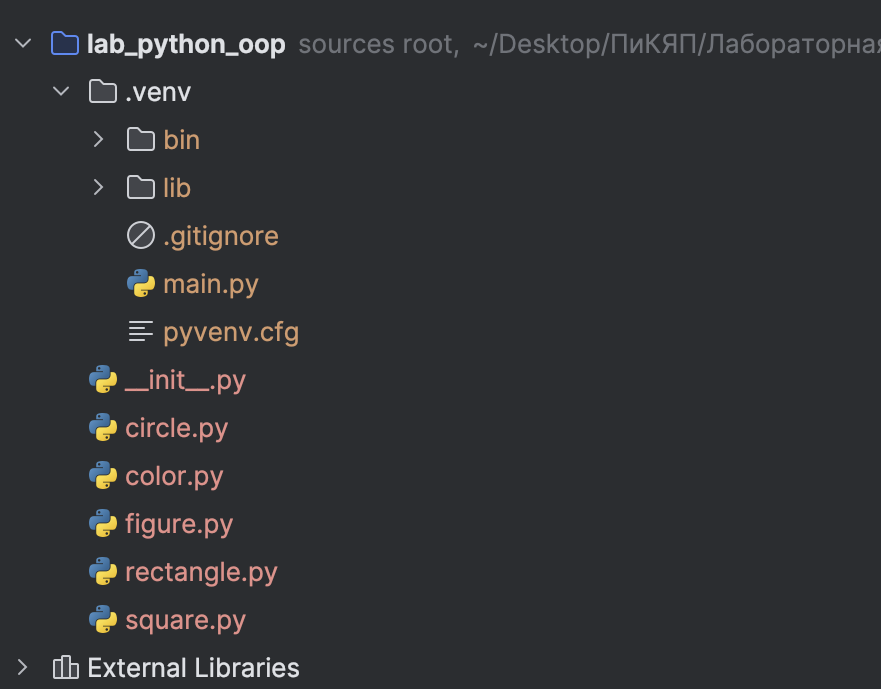 lab_python_oop sources root, ~/Desktop/ПиКЯП/Лабораторная
.venv
bin
lib
.gitignore
main.py
pyvenv.cfg
__init__.py
circle.py
color.py
figure.py
rectangle.py
square.py
External Libraries